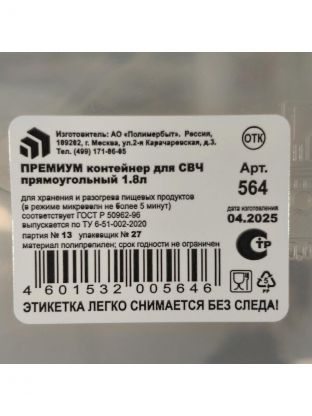 Изготовитель: АО «Полимербыт». Россия,
109202, г. Москва, ул.2-я Карачаровская, д.3.
Тел. (499) 171-86-85
ОТК
ПРЕМИУМ контейнер для СВЧ
прямоугольный 1.8л
Арт.
564
для хранения и разогрева пищевых продуктов
(в режиме микроволн не более 5 минут)
соответствует ГОСТ Р 50962-96
выпускается по ТУ 6-51-002-2020
дата изготовления
04.2025
партия № 13 упаковщик № 27
материал полипропилен; срок годности не ограничен
4 601532 005646
5
PP
ЭТИКЕТКА ЛЕГКО СНИМАЕТСЯ БЕЗ СЛЕДА!